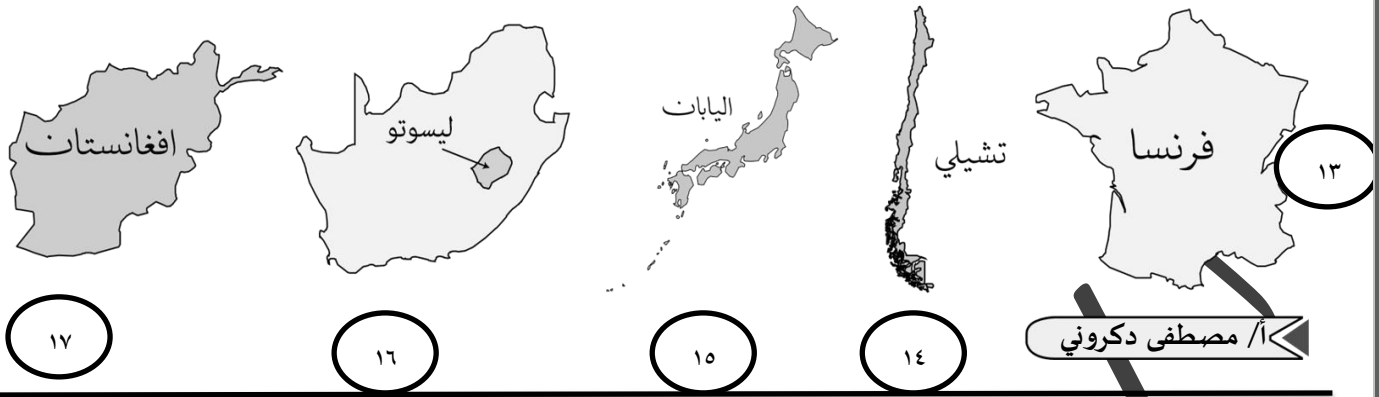 فرنسا
١٣
تشيلي
١٤
اليابان
١٥
ليسوتو
١٦
افغانستان
١٧
أ/ مصطفى دكروني